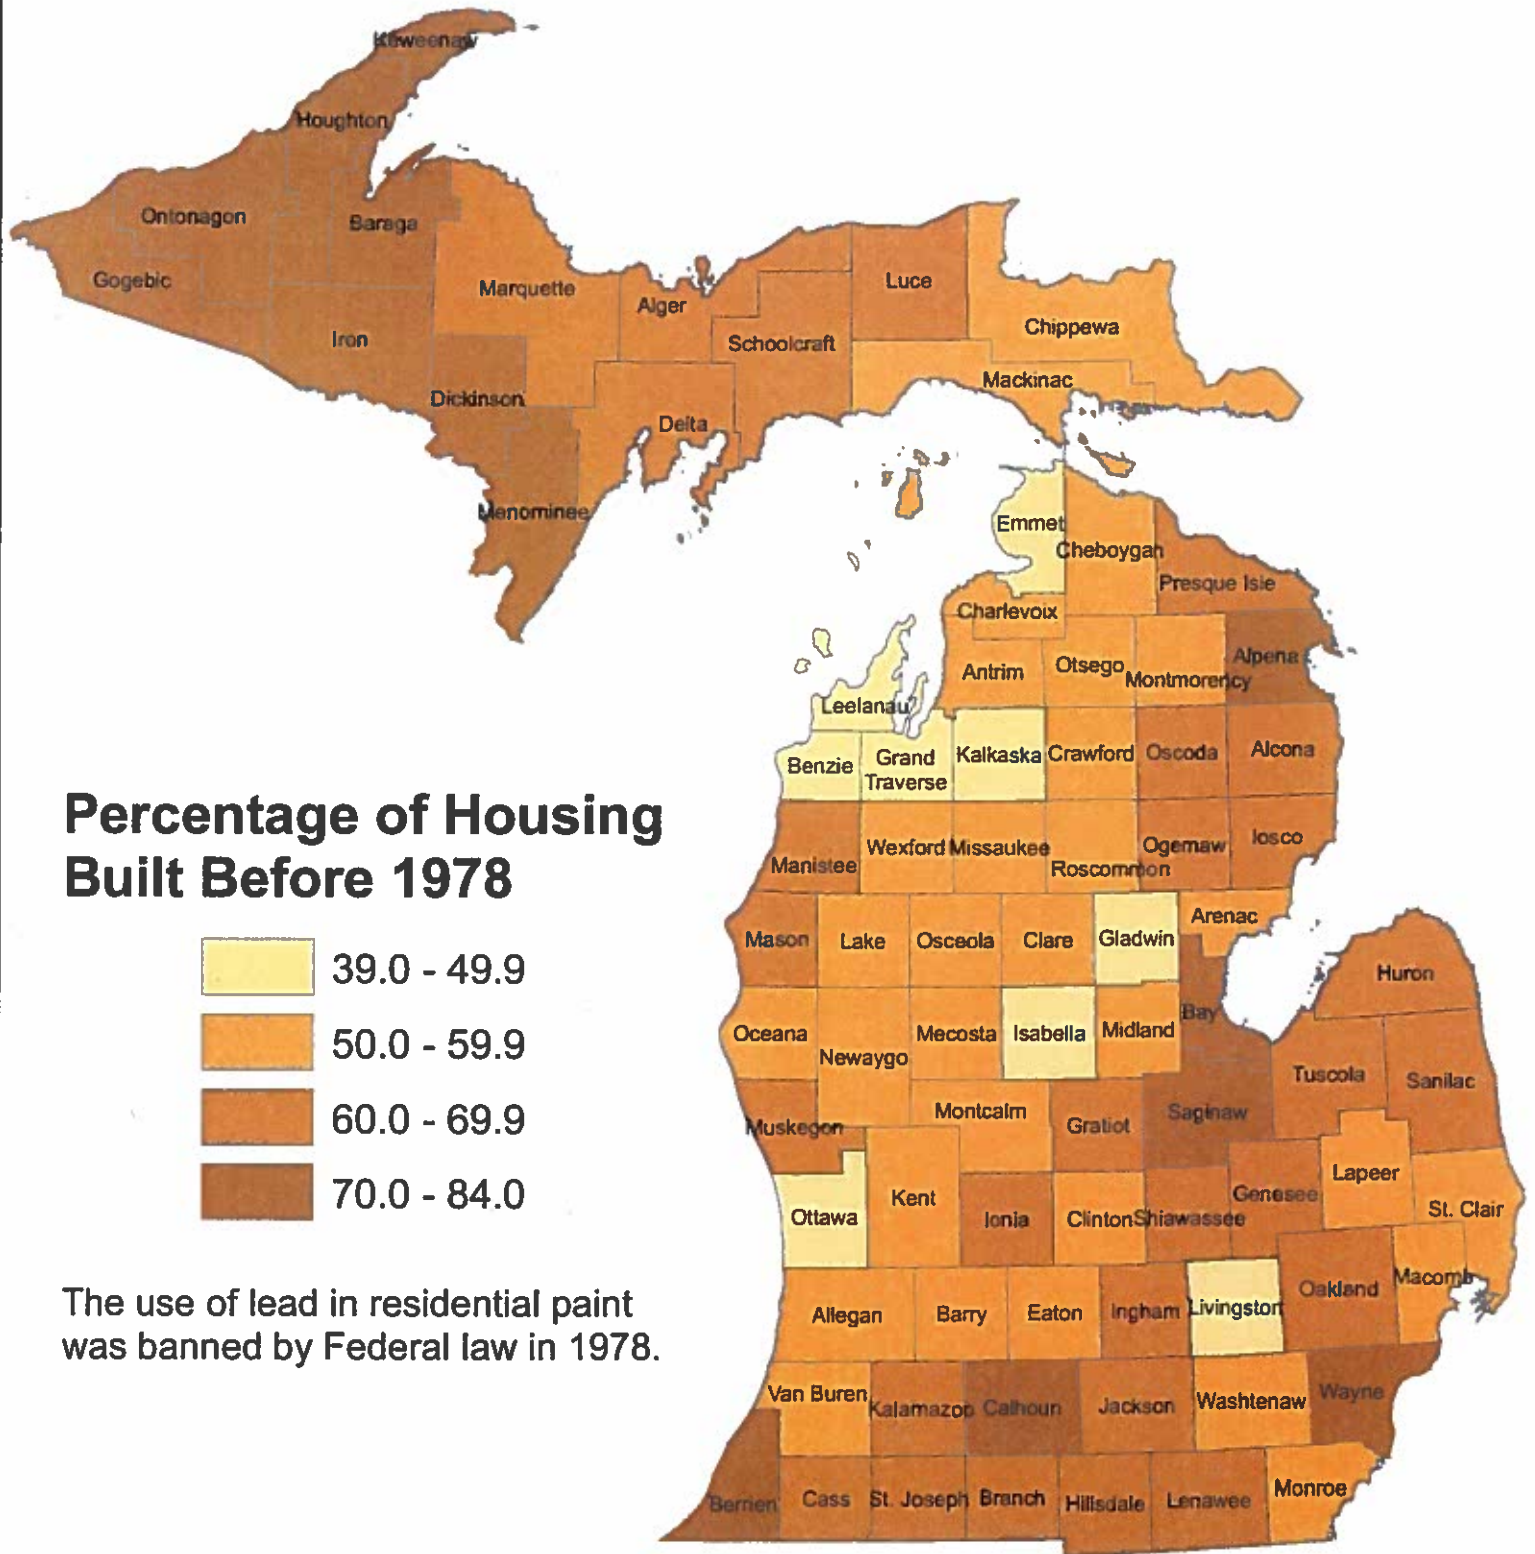 Keweenaw
Houghton
Ontonagon
Baraga
Gogebic
Marquette
Alger
Luce
Iron
Schoolcraft
Chippewa
Mackinac
Dickinson
Delta
Menominee
Emmet
Cheboygan
Presque Isle
Charlevoix
Antrim
Otsego
Montmorency
Alpena
Leelanau
Benzie
Grand
Traverse
Kalkaska
Crawford
Oscoda
Alcona
Manistee
Wexford
Missaukee
Roscommon
Ogemaw
Iosco
Mason
Lake
Osceola
Clare
Gladwin
Arenac
Huron
Oceana
Newaygo
Mecosta
Isabella
Midland
Bay
Tuscola
Sanilac
Muskegon
Montcalm
Gratiot
Saginaw
Lapeer
Ottawa
Kent
Ionia
Clinton
Shiawassee
Genesee
St. Clair
Allegan
Barry
Eaton
Ingham
Livingston
Oakland
Macomb
Van Buren
Kalamazoo
Calhoun
Jackson
Washtenaw
Wayne
Berrien
Cass
St. Joseph
Branch
Hillsdale
Lenawee
Monroe
Percentage of Housing
Built Before 1978
39.0 - 49.9
50.0 - 59.9
60.0 - 69.9
70.0 - 84.0
The use of lead in residential paint
was banned by Federal law in 1978.